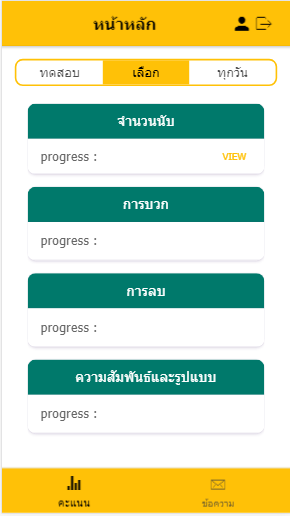 หน้าหลัก
ทดสอบ เลือก ทุกวัน
จำนวนนับ
progress : VIEW
การบวก
progress :
การลบ
progress :
ความสัมพันธ์และรูปแบบ
progress :
คะแนน ข้อความ